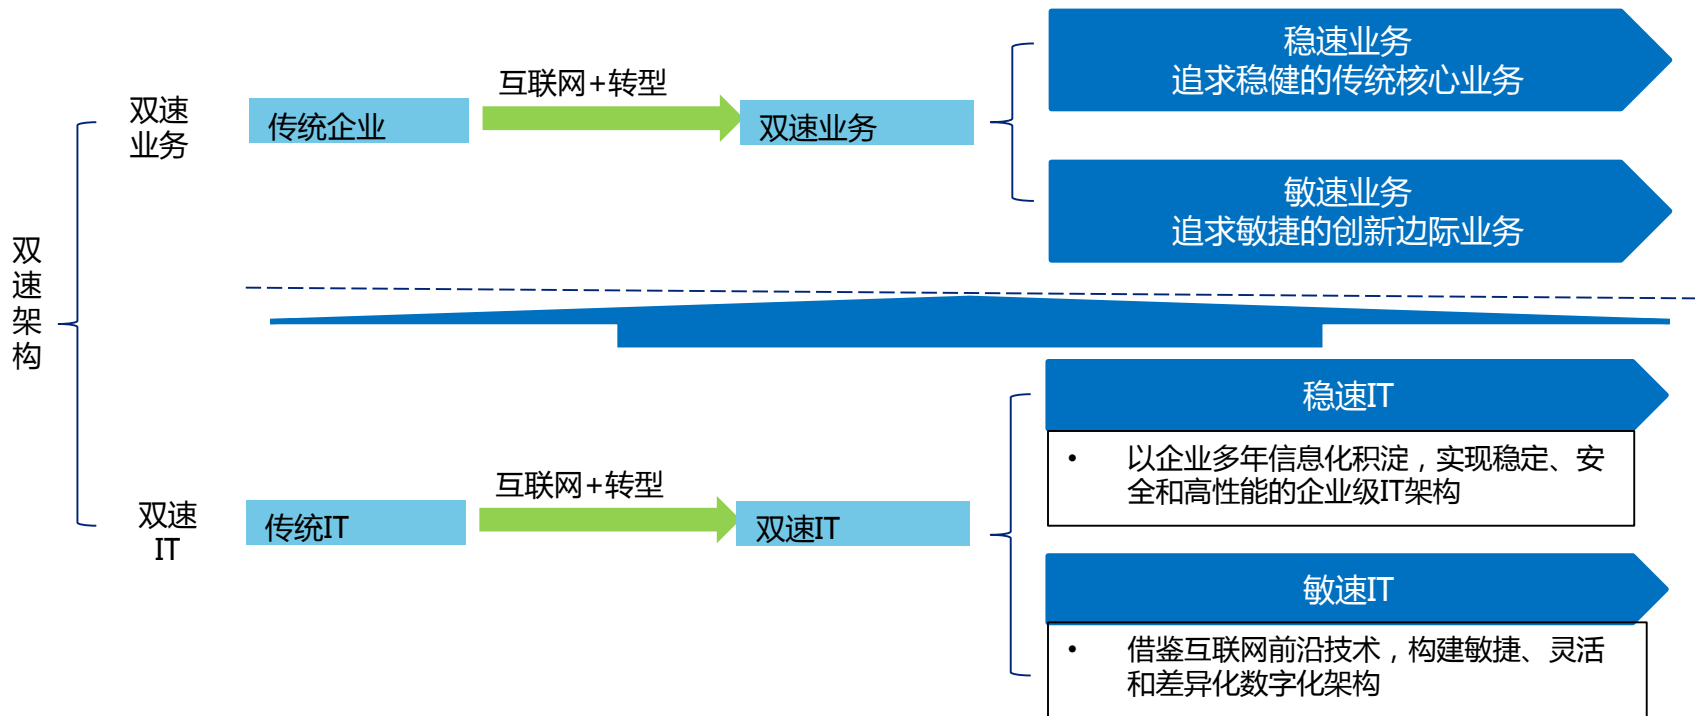 双
速
架
构
双速
业务
传统企业
互联网+转型
双速业务
稳速业务
追求稳健的传统核心业务
敏速业务
追求敏捷的创新边际业务
双速
IT
传统IT
互联网+转型
双速IT
稳速IT
• 以企业多年信息化积淀，实现稳定、安
全和高性能的企业级IT架构
敏速IT
• 借鉴互联网前沿技术，构建敏捷、灵活
和差异化数字化架构